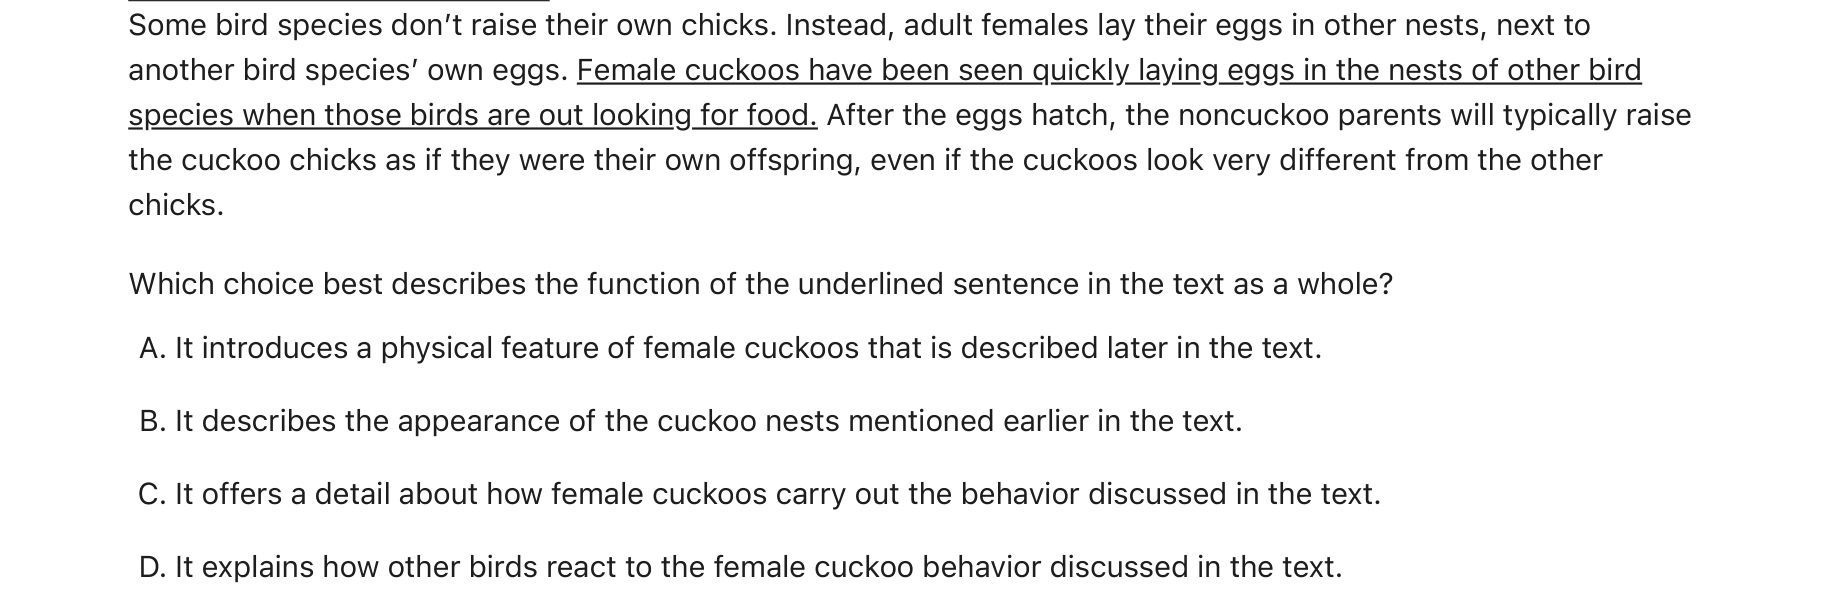 Some bird species don’t raise their own chicks. Instead, adult females lay their eggs in other nests, next to
another bird species’ own eggs. Female cuckoos have been seen quickly laying eggs in the nests of other bird
species when those birds are out looking for food. After the eggs hatch, the noncuckoo parents will typically raise
the cuckoo chicks as if they were their own offspring, even if the cuckoos look very different from the other
chicks.
Which choice best describes the function of the underlined sentence in the text as a whole?
A. It introduces a physical feature of female cuckoos that is described later in the text.
B. It describes the appearance of the cuckoo nests mentioned earlier in the text.
C. It offers a detail about how female cuckoos carry out the behavior discussed in the text.
D. It explains how other birds react to the female cuckoo behavior discussed in the text.